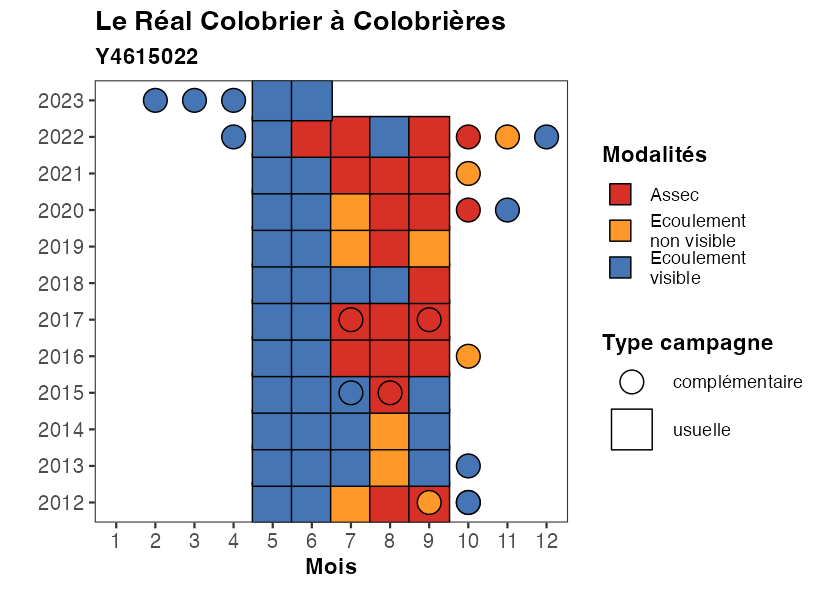 Le Réal Colobrier à Colobrières
Y4615022
2023
2022
2021
2020
2019
2018
2017
2016
2015
2014
2013
2012
1 2 3 4 5 6 7 8 9 10 11 12
Mois
Modalités
Assec
Ecoulement
non visible
Ecoulement
visible
Type campagne
complémentaire
usuelle